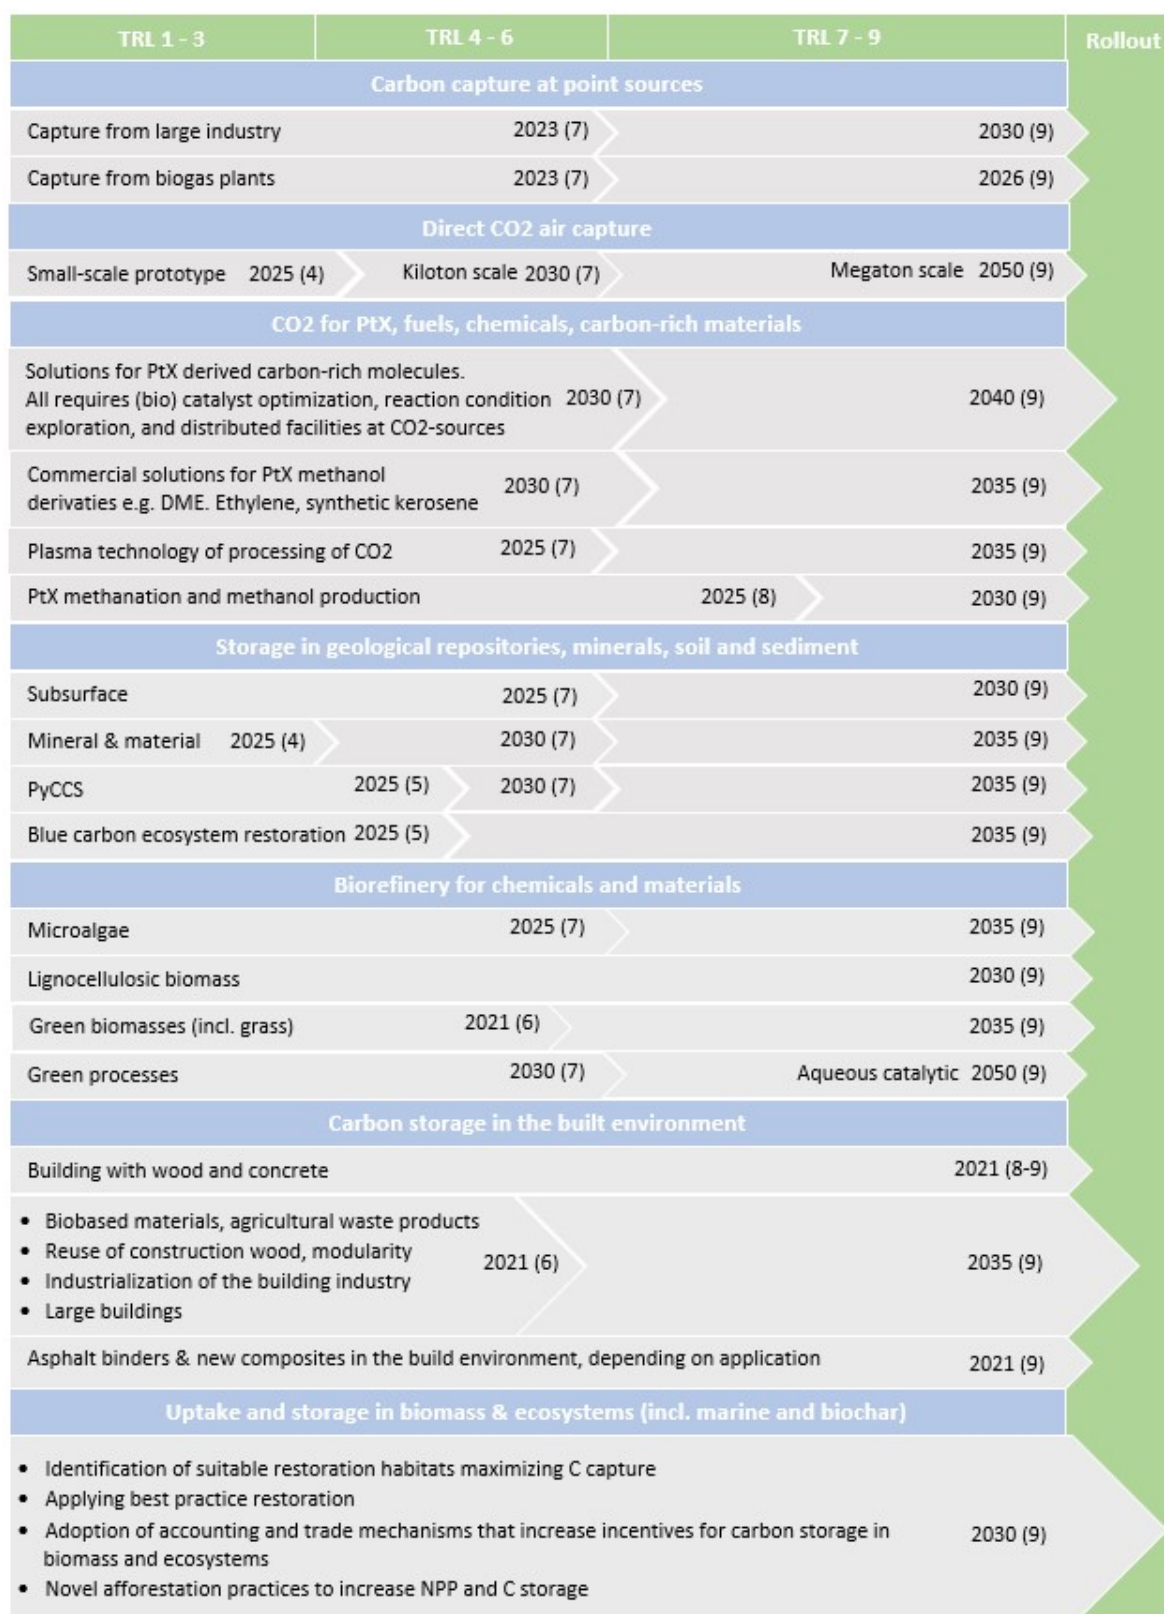 TRL 1 - 3 TRL 4 - 6 TRL 7 - 9 Rollout
Carbon capture at point sources
Capture from large industry 2023 (7) 2030 (9)
Capture from biogas plants 2023 (7) 2026 (9)
Direct CO2 air capture
Small-scale prototype 2025 (4) Kiloton scale 2030 (7) Megaton scale 2050 (9)
CO2 for PtX, fuels, chemicals, carbon-rich materials
Solutions for PtX derived carbon-rich molecules.
All requires (bio) catalyst optimization, reaction condition 2030 (7) 2040 (9)
exploration, and distributed facilities at CO2-sources
Commercial solutions for PtX methanol
derivaties e.g. DME. Ethylene, synthetic kerosene 2030 (7) 2035 (9)
Plasma technology of processing of CO2 2025 (7) 2035 (9)
PtX methanation and methanol production 2025 (8) 2030 (9)
Storage in geological repositories, minerals, soil and sediment
Subsurface 2025 (7) 2030 (9)
Mineral & material 2025 (4) 2030 (7) 2035 (9)
PyCCS 2025 (5) 2030 (7) 2035 (9)
Blue carbon ecosystem restoration 2025 (5) 2035 (9)
Biorefinery for chemicals and materials
Microalgae 2025 (7) 2035 (9)
Lignocellulosic biomass 2030 (9)
Green biomasses (incl. grass) 2021 (6) 2035 (9)
Green processes 2030 (7) Aqueous catalytic 2050 (9)
Carbon storage in the built environment
Building with wood and concrete 2021 (8-9)
• Biobased materials, agricultural waste products
• Reuse of construction wood, modularity 2021 (6) 2035 (9)
• Industrialization of the building industry
• Large buildings
Asphalt binders & new composites in the build environment, depending on application 2021 (9)
Uptake and storage in biomass & ecosystems (incl. marine and biochar)
• Identification of suitable restoration habitats maximizing C capture
• Applying best practice restoration
• Adoption of accounting and trade mechanisms that increase incentives for carbon storage in 2030 (9)
biomass and ecosystems
• Novel afforestation practices to increase NPP and C storage